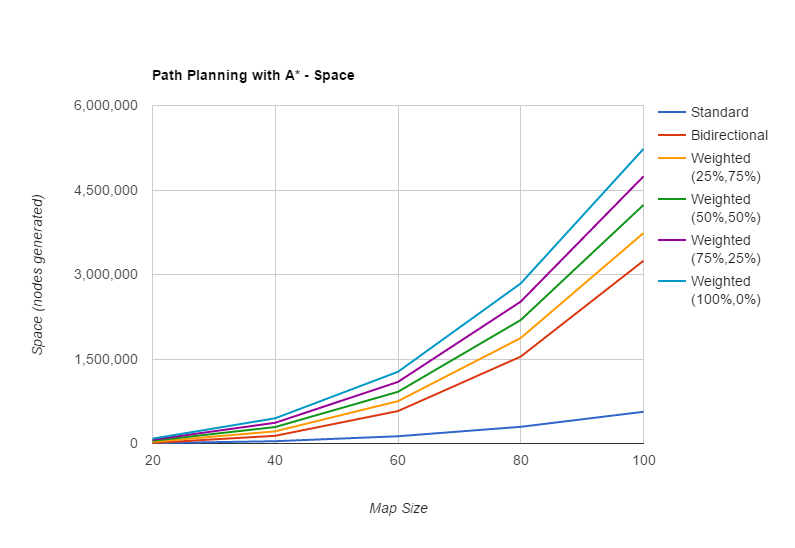 Path Planning with A* - Space
6,000,000
4,500,000
3,000,000
1,500,000
0
Space (nodes generated)
20 40 60 80 100
Map Size
Standard
Bidirectional
Weighted
(25%,75%)
Weighted
(50%,50%)
Weighted
(75%,25%)
Weighted
(100%,0%)